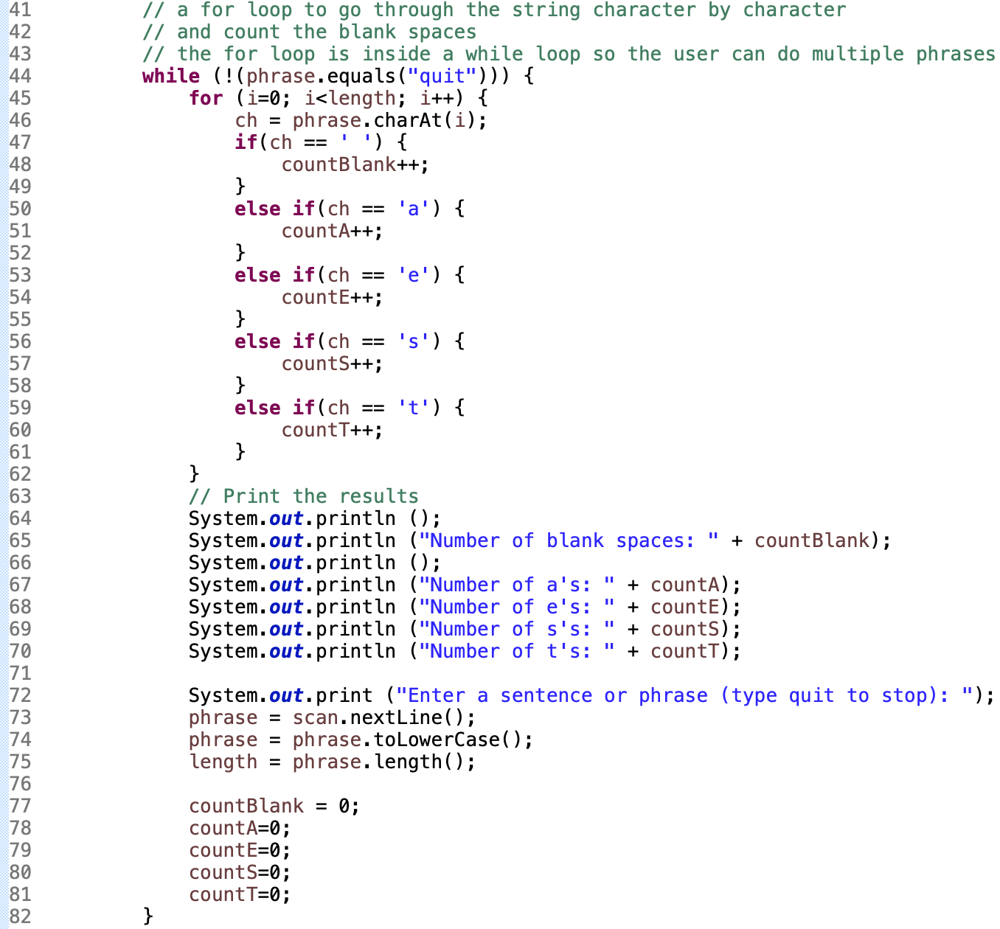 41 // a for loop to go through the string character by character
42 // and count the blank spaces
43 // the for loop is inside a while loop so the user can do multiple phrases
44 while (!(phrase.equals("quit"))) {
45 for (i=0; i<length; i++) {
46 ch = phrase.charAt(i);
47 if(ch == ' ') {
48 countBlank++;
49 }
50 else if(ch == 'a') {
51 countA++;
52 }
53 else if(ch == 'e') {
54 countE++;
55 }
56 else if(ch == 's') {
57 countS++;
58 }
59 else if(ch == 't') {
60 countT++;
61 }
62 }
63 // Print the results
64 System.out.println ();
65 System.out.println ("Number of blank spaces: " + countBlank);
66 System.out.println ();
67 System.out.println ("Number of a's: " + countA);
68 System.out.println ("Number of e's: " + countE);
69 System.out.println ("Number of s's: " + countS);
70 System.out.println ("Number of t's: " + countT);
71
72 System.out.print ("Enter a sentence or phrase (type quit to stop): ");
73 phrase = scan.nextLine();
74 phrase = phrase.toLowerCase();
75 length = phrase.length();
76
77 countBlank = 0;
78 countA=0;
79 countE=0;
80 countS=0;
81 countT=0;
82 }